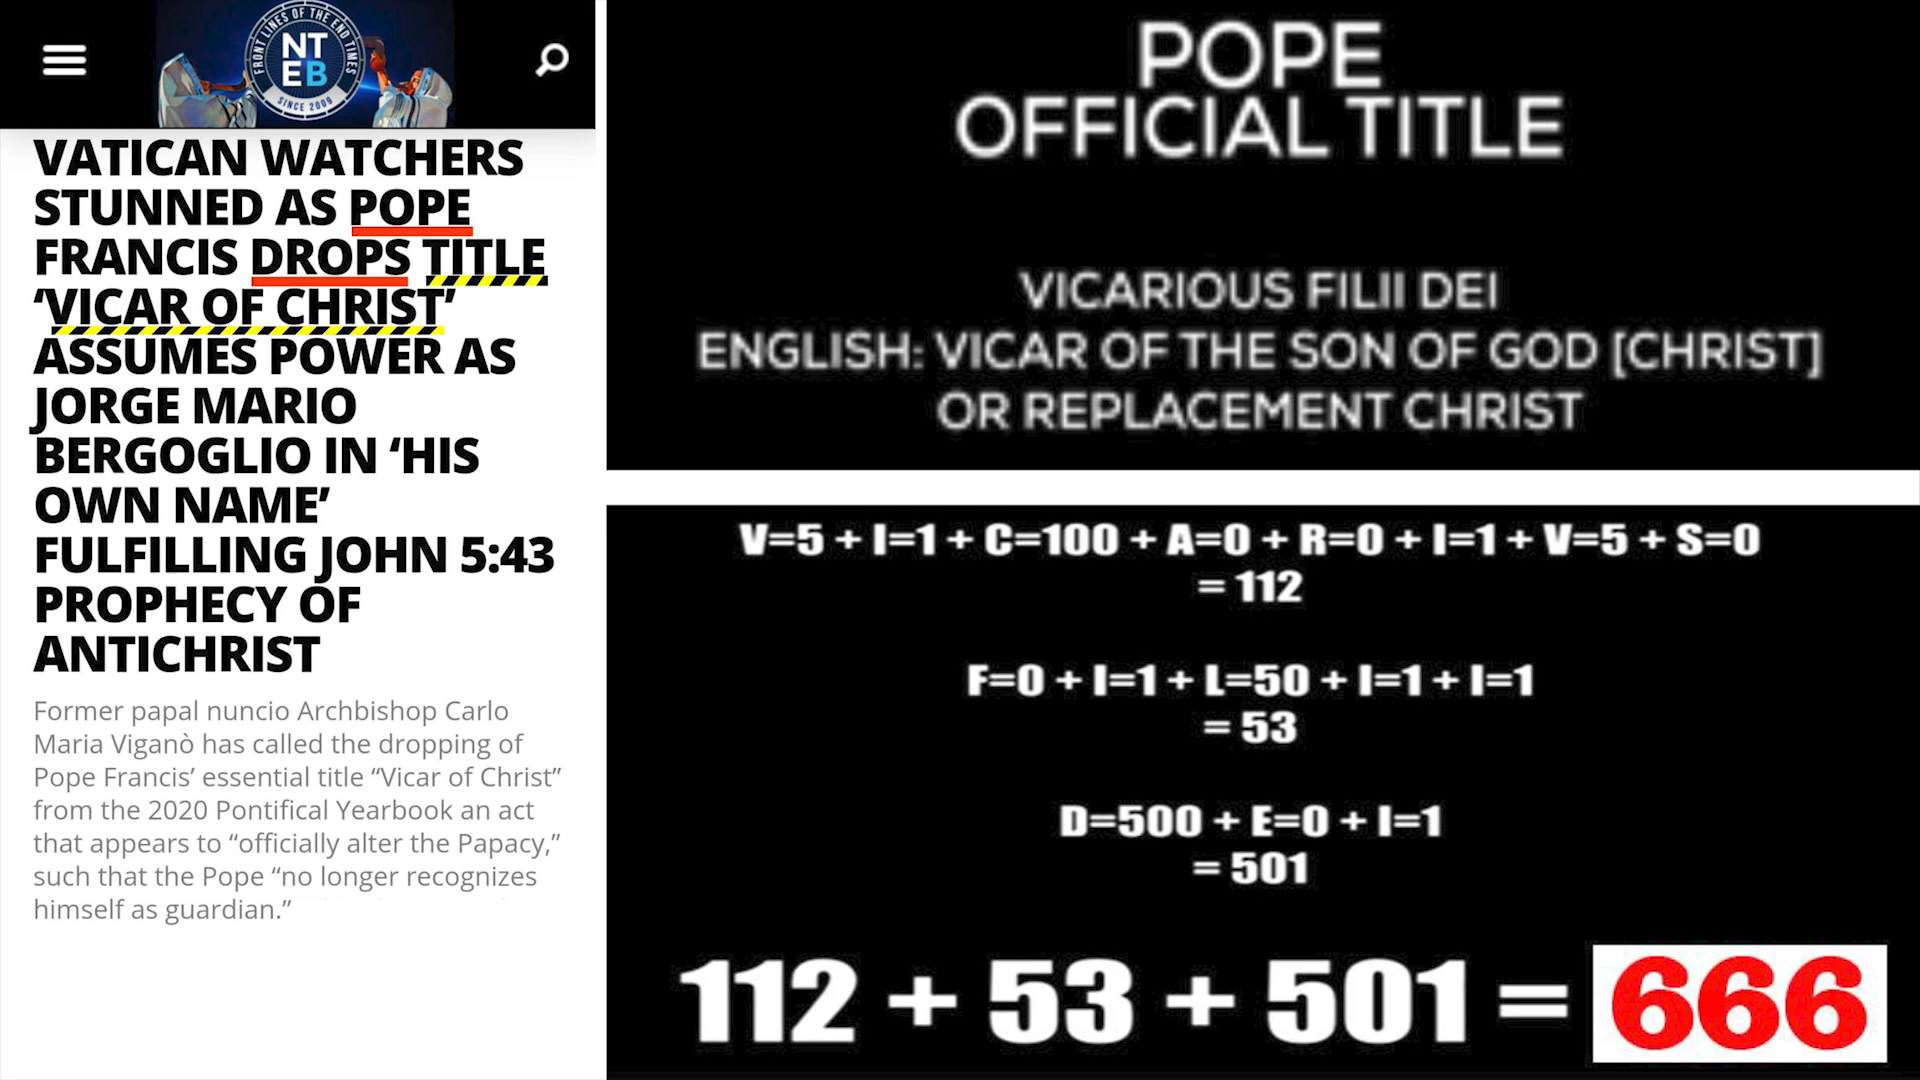 FRONT LINES OF THE END TIMES
NT
EB
SINCE 2009
VATICAN WATCHERS
STUNNED AS POPE
FRANCIS DROPS TITLE
‘VICAR OF CHRIST’
ASSUMES POWER AS
JORGE MARIO
BERGOGLIO IN ‘HIS
OWN NAME’
FULFILLING JOHN 5:43
PROPHECY OF
ANTICHRIST
Former papal nuncio Archbishop Carlo
Maria Viganò has called the dropping of
Pope Francis’ essential title “Vicar of Christ”
from the 2020 Pontifical Yearbook an act
that appears to “officially alter the Papacy,”
such that the Pope “no longer recognizes
himself as guardian.”
POPE
OFFICIAL TITLE
VICARIOUS FILII DEI
ENGLISH: VICAR OF THE SON OF GOD [CHRIST]
OR REPLACEMENT CHRIST
V=5 + I=1 + C=100 + A=0 + R=0 + I=1 + V=5 + S=0
= 112
F=0 + I=1 + L=50 + I=1 + I=1
= 53
D=500 + E=0 + I=1
= 501
112 + 53 + 501 = 666